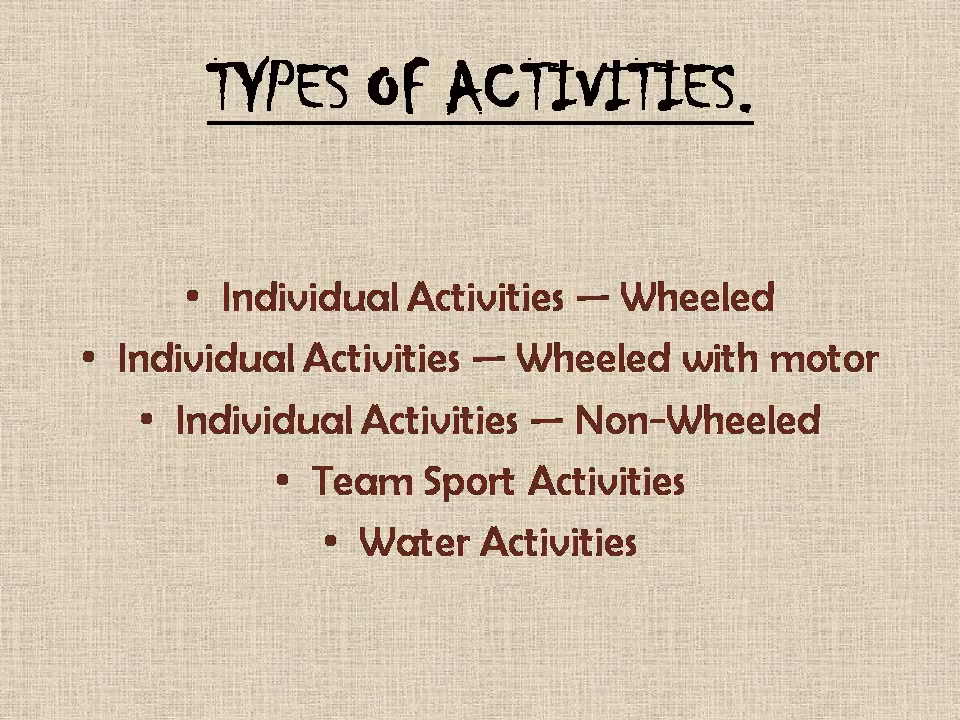 TYPES OF ACTIVITIES.
• Individual Activities – Wheeled
• Individual Activities – Wheeled with motor
• Individual Activities – Non-Wheeled
• Team Sport Activities
• Water Activities